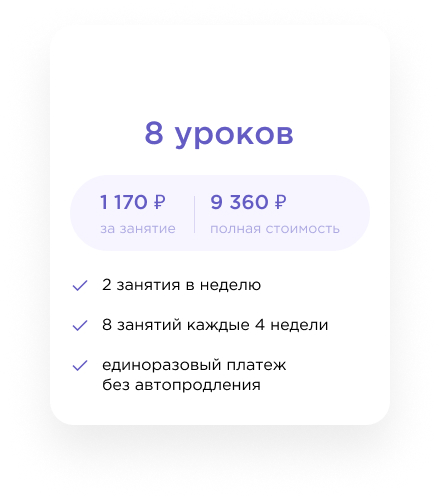 8 уроков
1 170 ₽ 9 360 ₽
за занятие полная стоимость
2 занятия в неделю
8 занятий каждые 4 недели
единоразовый платеж
без автопродления